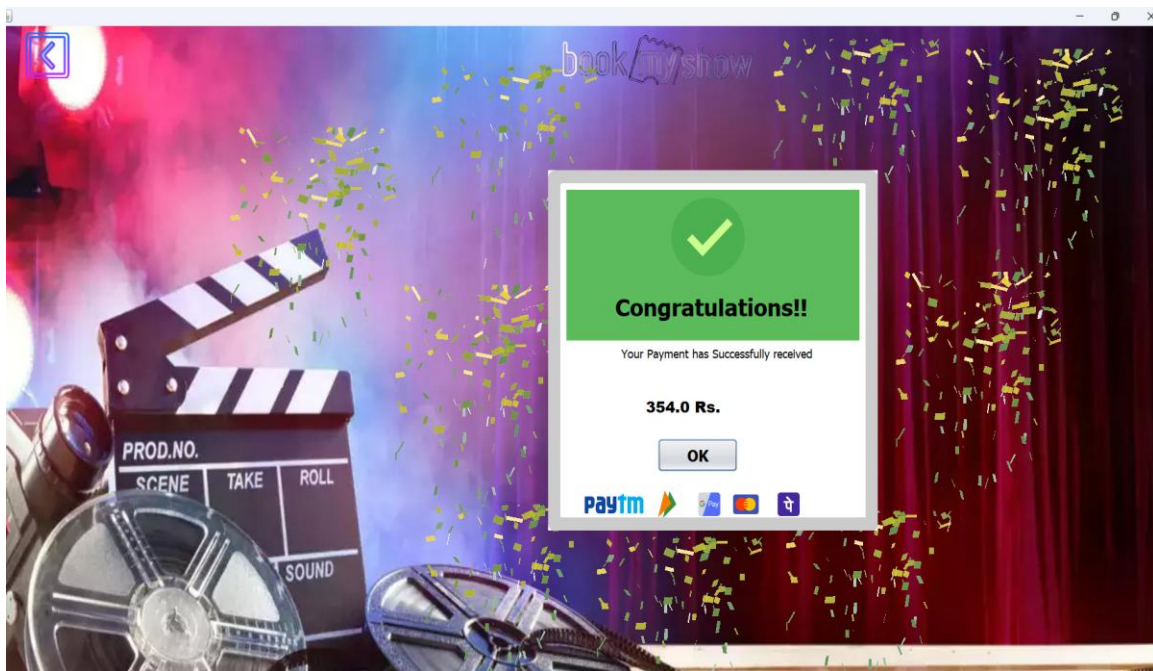 book my show
Congratulations!!
Your Payment has Successfully received
354.0 Rs.
OK
Paytm
G Pay
पे
PROD.NO.
SCENE TAKE ROLL
SOUND